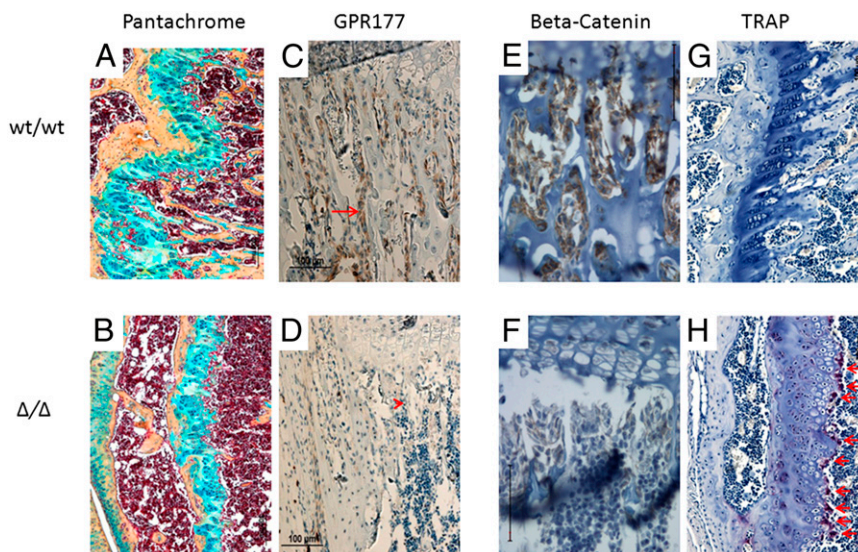 Pantachrome GPR177 Beta-Catenin TRAP
A C E G
wt/wt
100 µm
B D F H
Δ/Δ
100 µm